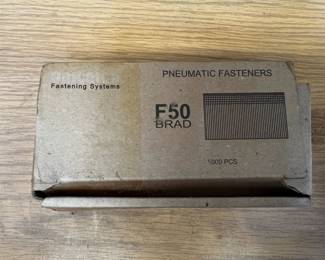 PNEUMATIC FASTENERS
Fastening Systems
F50
BRAD
1000 PCS